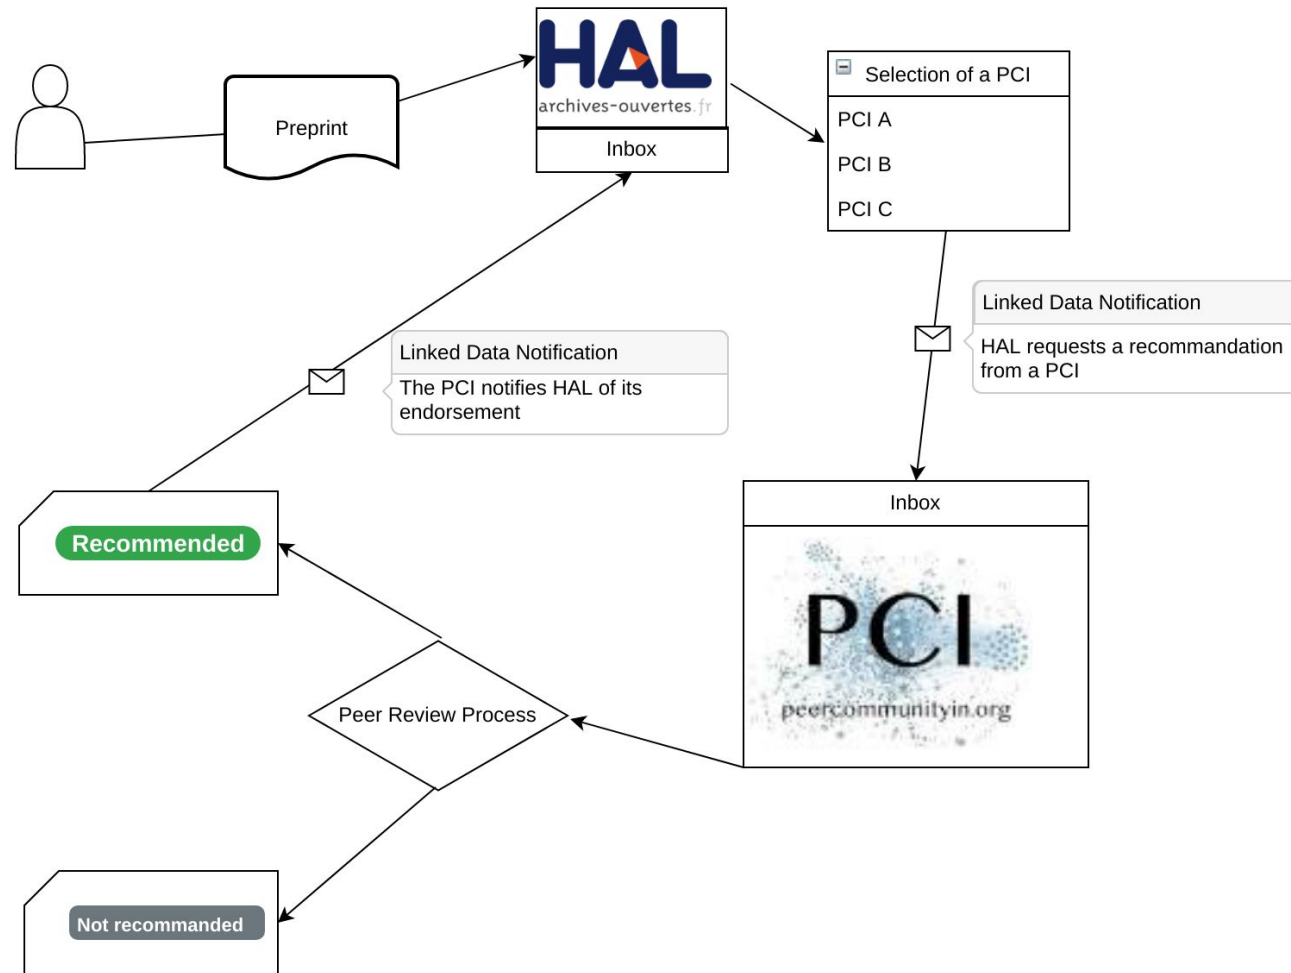 HAL
archives-ouvertes.fr
Inbox
Preprint
Selection of a PCI
PCI A
PCI B
PCI C
Linked Data Notification
HAL requests a recommandation
from a PCI
Linked Data Notification
The PCI notifies HAL of its
endorsement
Inbox
PCI
peercommunityin.org
Recommended
Peer Review Process
Not recommanded